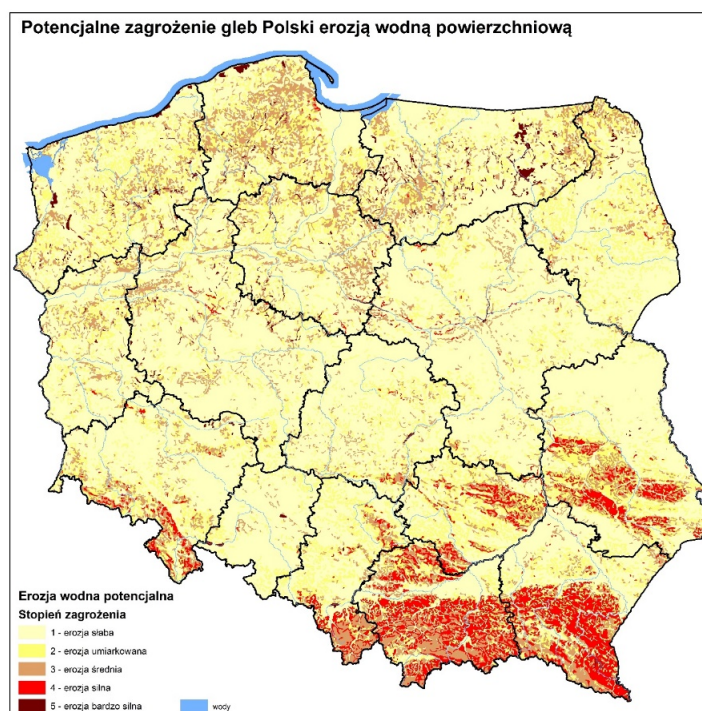 Potencjalne zagrożenie gleb Polski erozją wodną powierzchniową
Erozja wodna potencjalna
Stopień zagrożenia
1 - erozja słaba
2 - erozja umiarkowana
3 - erozja średnia
4 - erozja silna
5 - erozja bardzo silna
wody